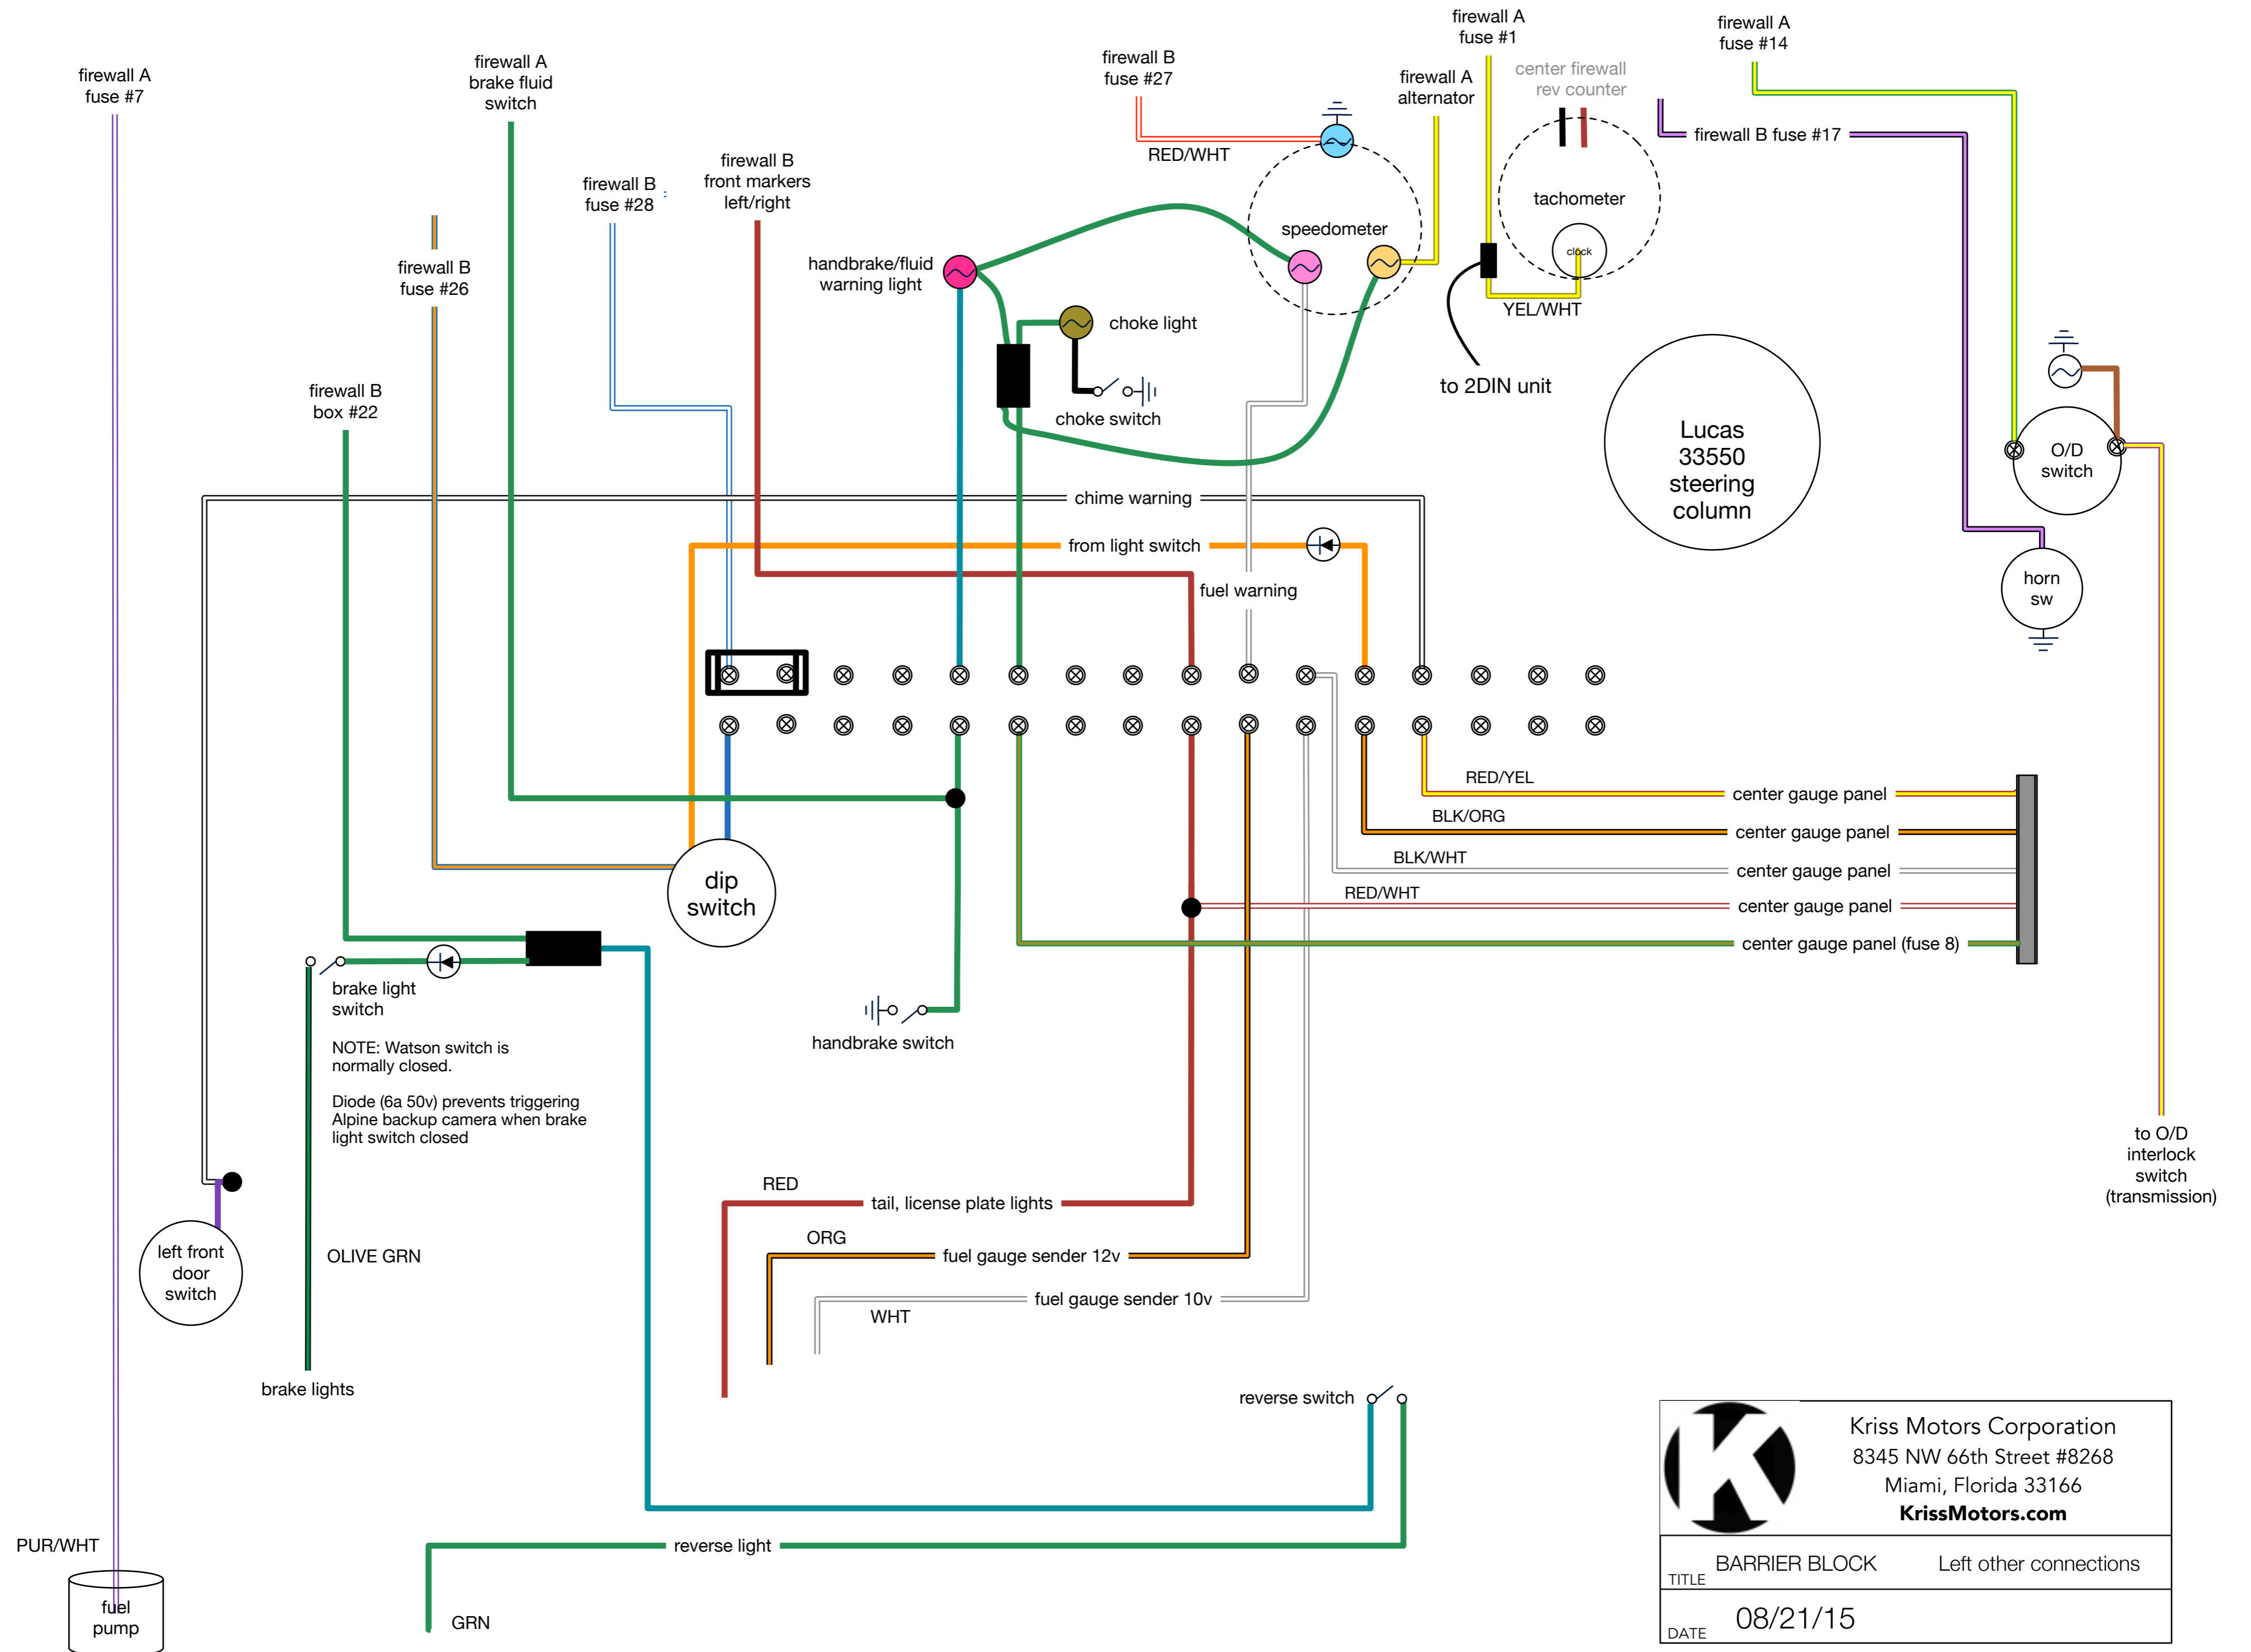 firewall A
fuse #7
firewall A
brake fluid
switch
firewall B
fuse #27
firewall A
fuse #1
firewall A
alternator
center firewall
rev counter
firewall A
fuse #14
firewall B fuse #17
RED/WHT
firewall B
front markers
left/right
firewall B
fuse #28
firewall B
fuse #26
firewall B
box #22
handbrake/fluid
warning light
speedometer
tachometer
clock
YEL/WHT
choke light
choke switch
to 2DIN unit
Lucas
33550
steering
column
O/D
switch
horn
sw
chime warning
from light switch
fuel warning
RED/YEL
center gauge panel
BLK/ORG
center gauge panel
BLK/WHT
center gauge panel
RED/WHT
center gauge panel
center gauge panel (fuse 8)
dip
switch
brake light
switch
NOTE: Watson switch is
normally closed.
Diode (6a 50v) prevents triggering
Alpine backup camera when brake
light switch closed
handbrake switch
to O/D
interlock
switch
(transmission)
left front
door
switch
OLIVE GRN
brake lights
RED
tail, license plate lights
ORG
fuel gauge sender 12v
fuel gauge sender 10v
WHT
reverse switch
reverse light
GRN
PUR/WHT
fuel
pump
K
Kriss Motors Corporation
8345 NW 66th Street #8268
Miami, Florida 33166
KrissMotors.com
TITLE BARRIER BLOCK Left other connections
DATE 08/21/15